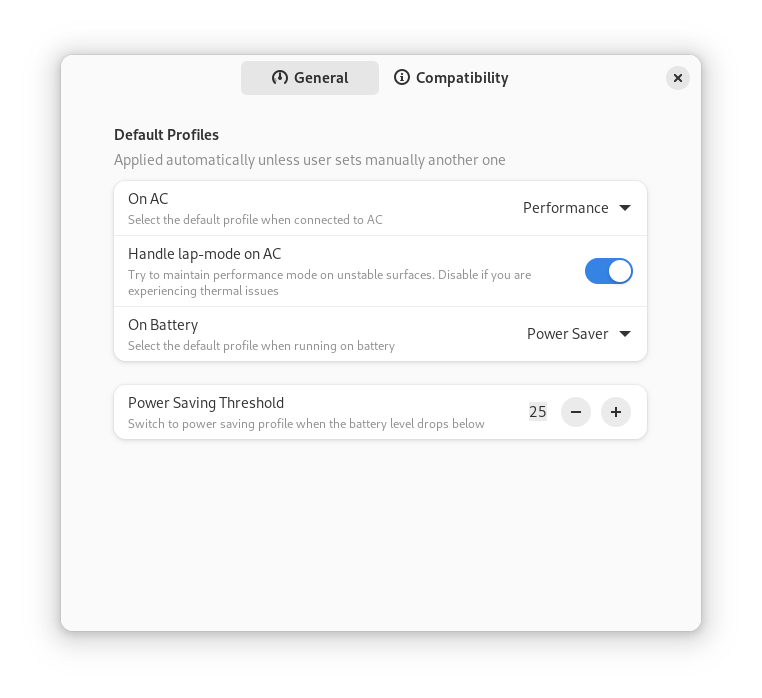 General
Compatibility
Default Profiles
Applied automatically unless user sets manually another one
On AC
Select the default profile when connected to AC
Performance
Handle lap-mode on AC
Try to maintain performance mode on unstable surfaces. Disable if you are
experiencing thermal issues
On Battery
Select the default profile when running on battery
Power Saver
Power Saving Threshold
Switch to power saving profile when the battery level drops below
25